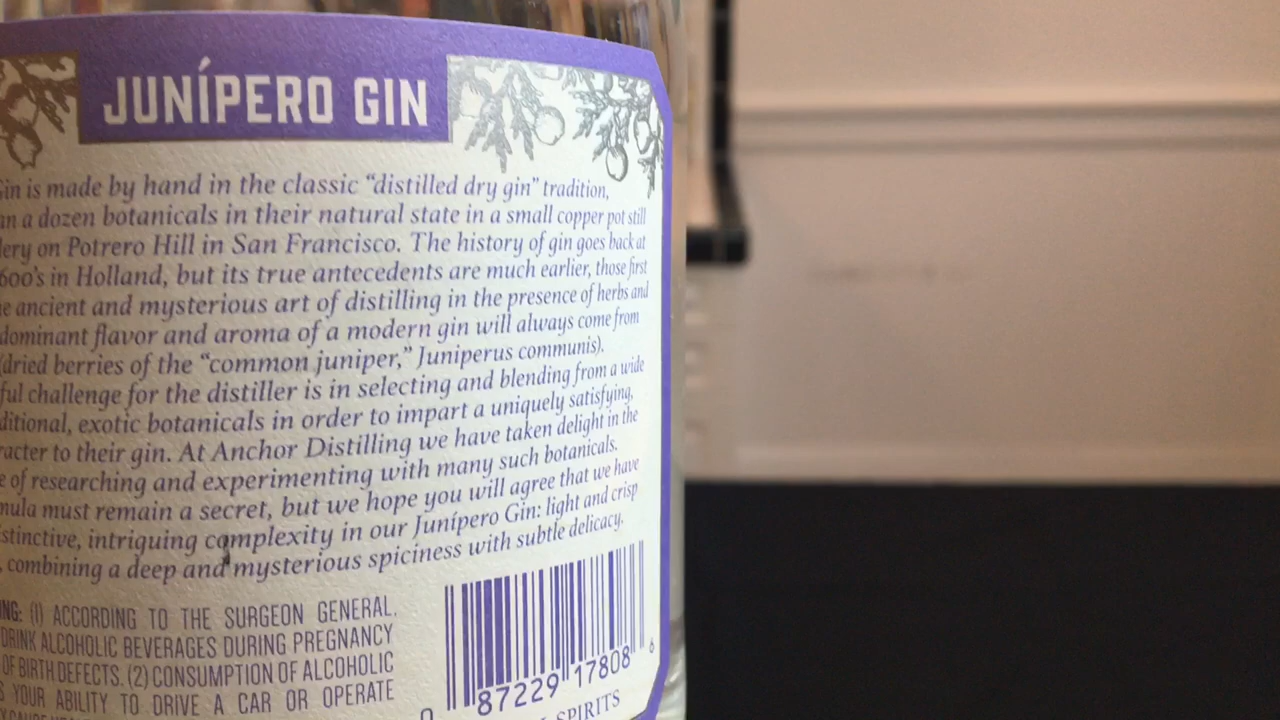 JUNÍPERO GIN
Gin is made by hand in the classic “distilled dry gin” tradition,
a dozen botanicals in their natural state in a small copper pot still
on Potrero Hill in San Francisco. The history of gin goes back at
600's in Holland, but its true antecedents are much earlier, those first
ancient and mysterious art of distilling in the presence of herbs and
dominant flavor and aroma of a modern gin will always come from
(dried berries of the “common juniper,” Juniperus communis).
ful challenge for the distiller is in selecting and blending from a wide
ditional, exotic botanicals in order to impart a uniquely satisfying,
racter to their gin. At Anchor Distilling we have taken delight in the
e of researching and experimenting with many such botanicals.
mula must remain a secret, but we hope you will agree that we have
stinctive, intriguing complexity in our Junípero Gin: light and crisp
, combining a deep and mysterious spiciness with subtle delicacy.
NG: (1) ACCORDING TO THE SURGEON GENERAL,
DRINK ALCOHOLIC BEVERAGES DURING PREGNANCY
OF BIRTH DEFECTS. (2) CONSUMPTION OF ALCOHOLIC
S YOUR ABILITY TO DRIVE A CAR OR OPERATE
0 87229 17808 6
SPIRITS